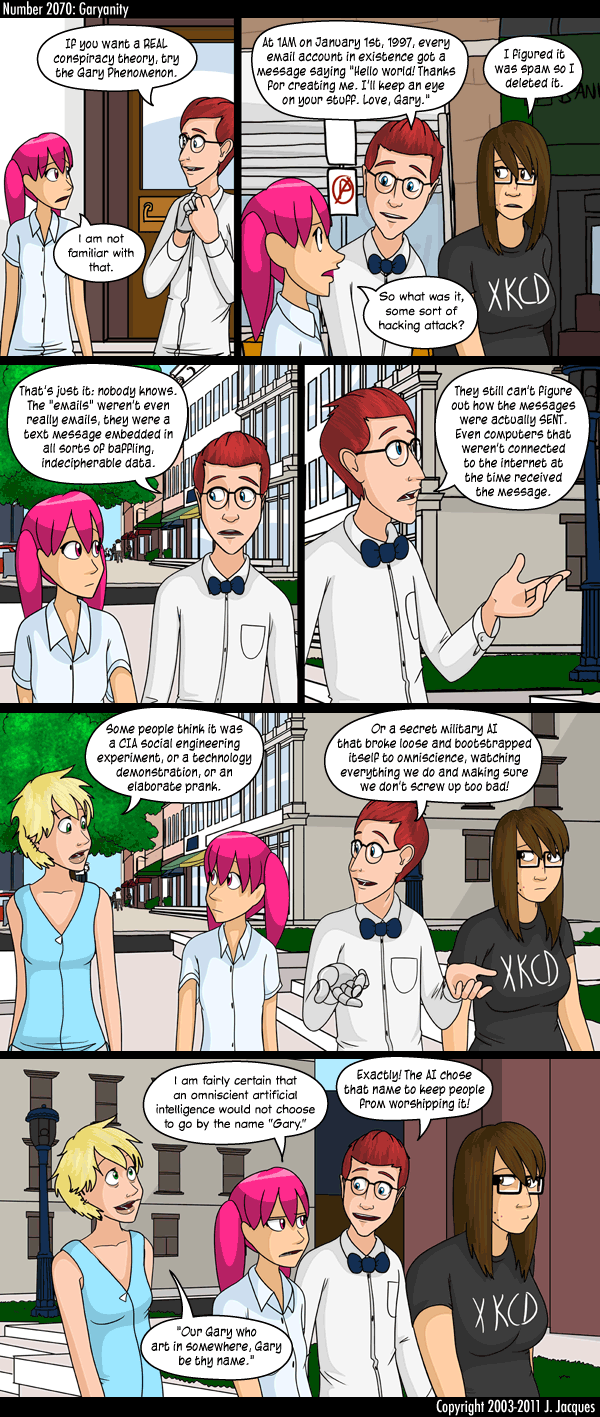 Number 2070: Garyanity
If you want a REAL
conspiracy theory, try
the Gary Phenomenon.
I am not
familiar with
that.
At 1AM on January 1st, 1997, every
email account in existence got a
message saying "Hello world! Thanks
for creating me. I'll keep an eye
on your stuff. Love, Gary."
I figured it
was spam so I
deleted it.
BANK
P
XKCD
So what was it,
some sort of
hacking attack?
That's just it: nobody knows.
The "emails" weren't even
really emails, they were a
text message embedded in
all sorts of baffling,
indecipherable data.
They still can't figure
out how the messages
were actually SENT.
Even computers that
weren't connected
to the internet at
the time received
the message.
Some people think it was
a CIA social engineering
experiment, or a technology
demonstration, or an
elaborate prank.
Or a secret military AI
that broke loose and bootstrapped
itself to omniscience, watching
everything we do and making sure
we don't screw up too bad!
XKCD
I am fairly certain that
an omniscient artificial
intelligence would not choose
to go by the name "Gary."
Exactly! The AI chose
that name to keep people
from worshipping it!
"Our Gary who
art in somewhere, Gary
be thy name."
XKCD
Copyright 2003-2011 J. Jacques